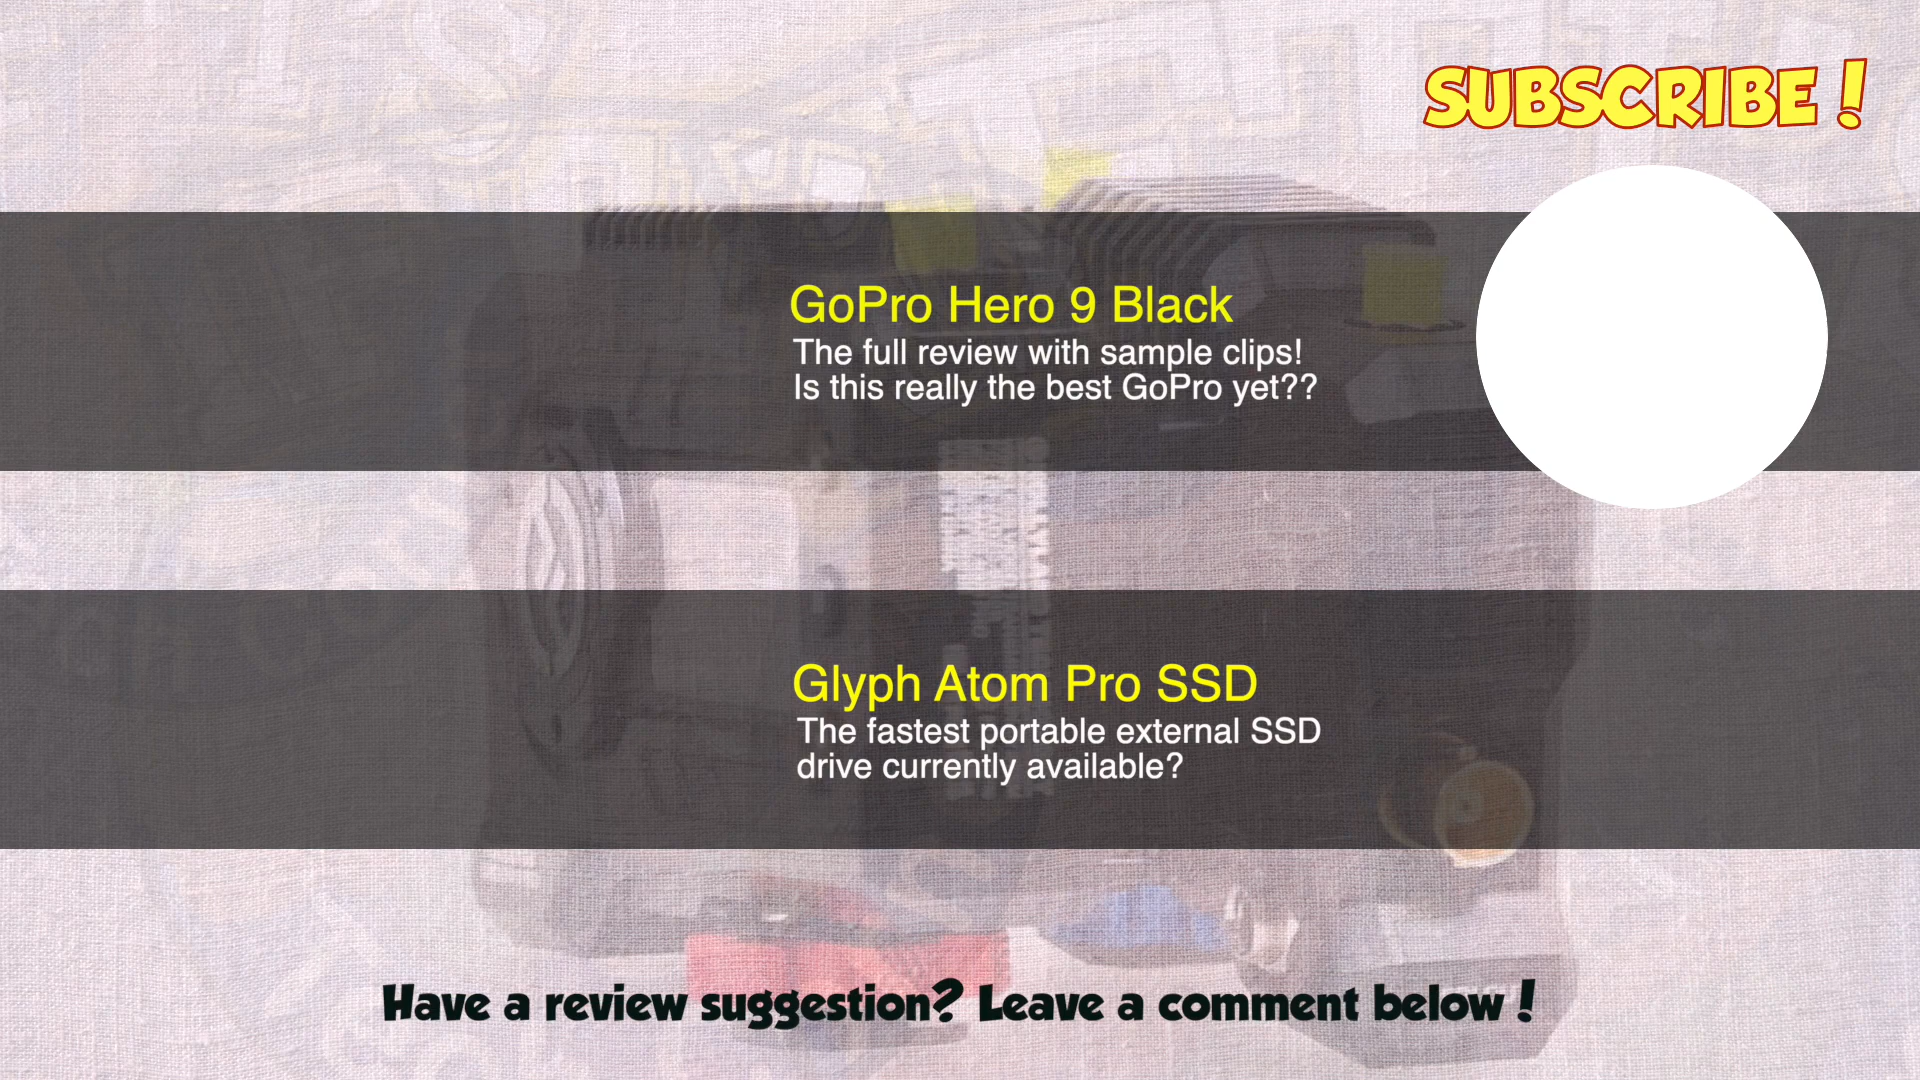 SUBSCRIBE!
GoPro Hero 9 Black
The full review with sample clips!
Is this really the best GoPro yet??
Glyph Atom Pro SSD
The fastest portable external SSD
drive currently available?
Have a review suggestion? Leave a comment below!